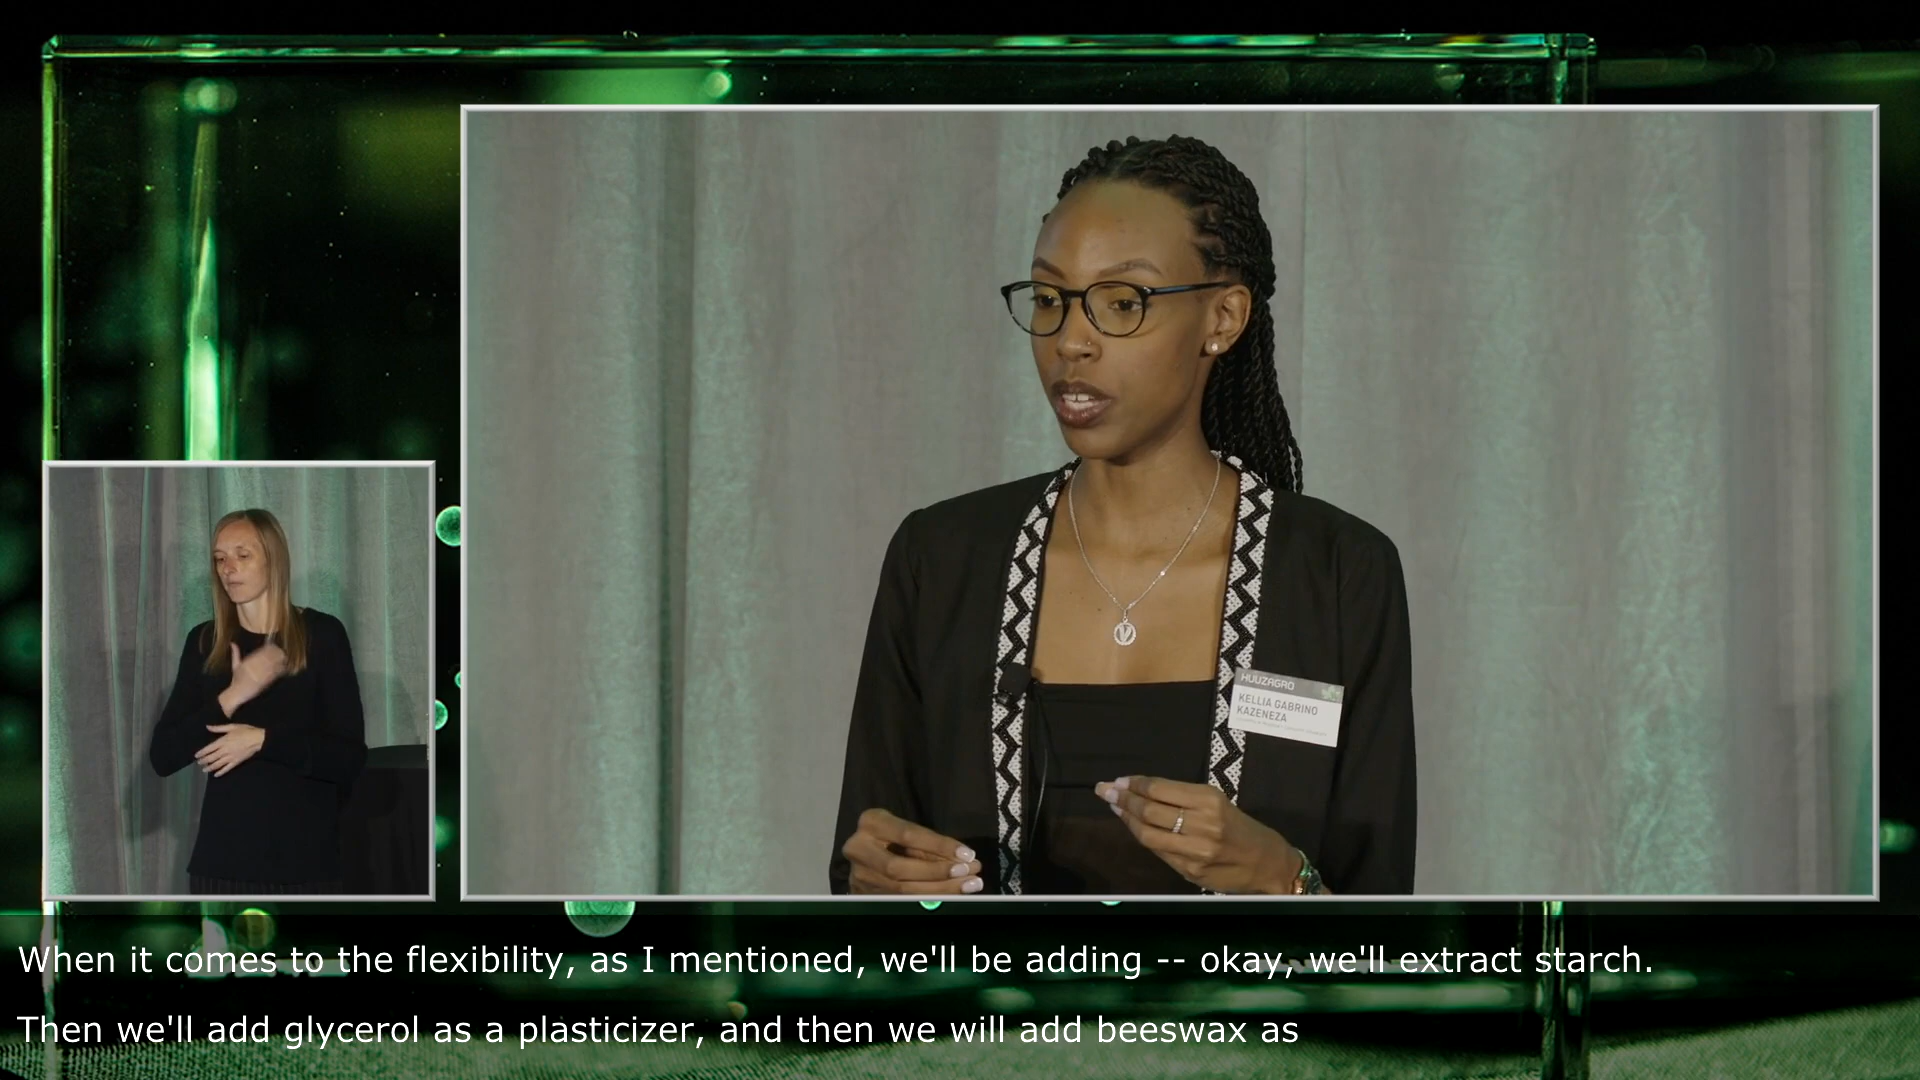 HUUZAGRO
KELLIA GABRINO
KAZENEZA
When it comes to the flexibility, as I mentioned, we'll be adding -- okay, we'll extract starch.
Then we'll add glycerol as a plasticizer, and then we will add beeswax as